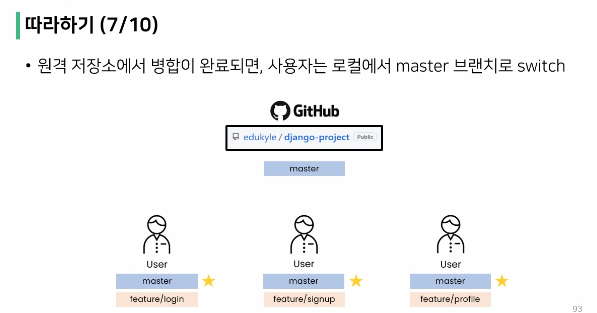 따라하기 (7/10)
• 원격 저장소에서 병합이 완료되면, 사용자는 로컬에서 master 브랜치로 switch
GitHub
edukyle / django-project Public
master
User User User
master master master
feature/login feature/signup feature/profile
93